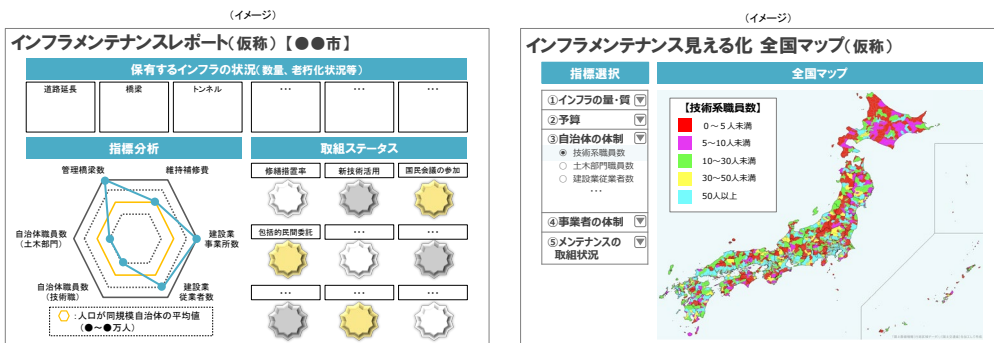 (イメージ)
インフラメンテナンスレポート(仮称)【●●市】
保有するインフラの状況(数量、老朽化状況等)
道路延長
橋梁
トンネル
…
…
…
指標分析
管理橋梁数
維持補修費
自治体職員数
(土木部門)
建設業
事業所数
自治体職員数
(技術職)
建設業
従業者数
:人口が同規模自治体の平均値
(●~●万人)
取組ステータス
修繕措置率
新技術活用
国民会議の参加
包括的民間委託
…
…
…
…
…
(イメージ)
インフラメンテナンス見える化 全国マップ(仮称)
指標選択
①インフラの量・質
②予算
③自治体の体制
技術系職員数
土木部門職員数
建設業従業者数
…
④事業者の体制
⑤メンテナンスの
取組状況
全国マップ
【技術系職員数】
0~5人未満
5~10人未満
10~30人未満
30~50人未満
50人以上